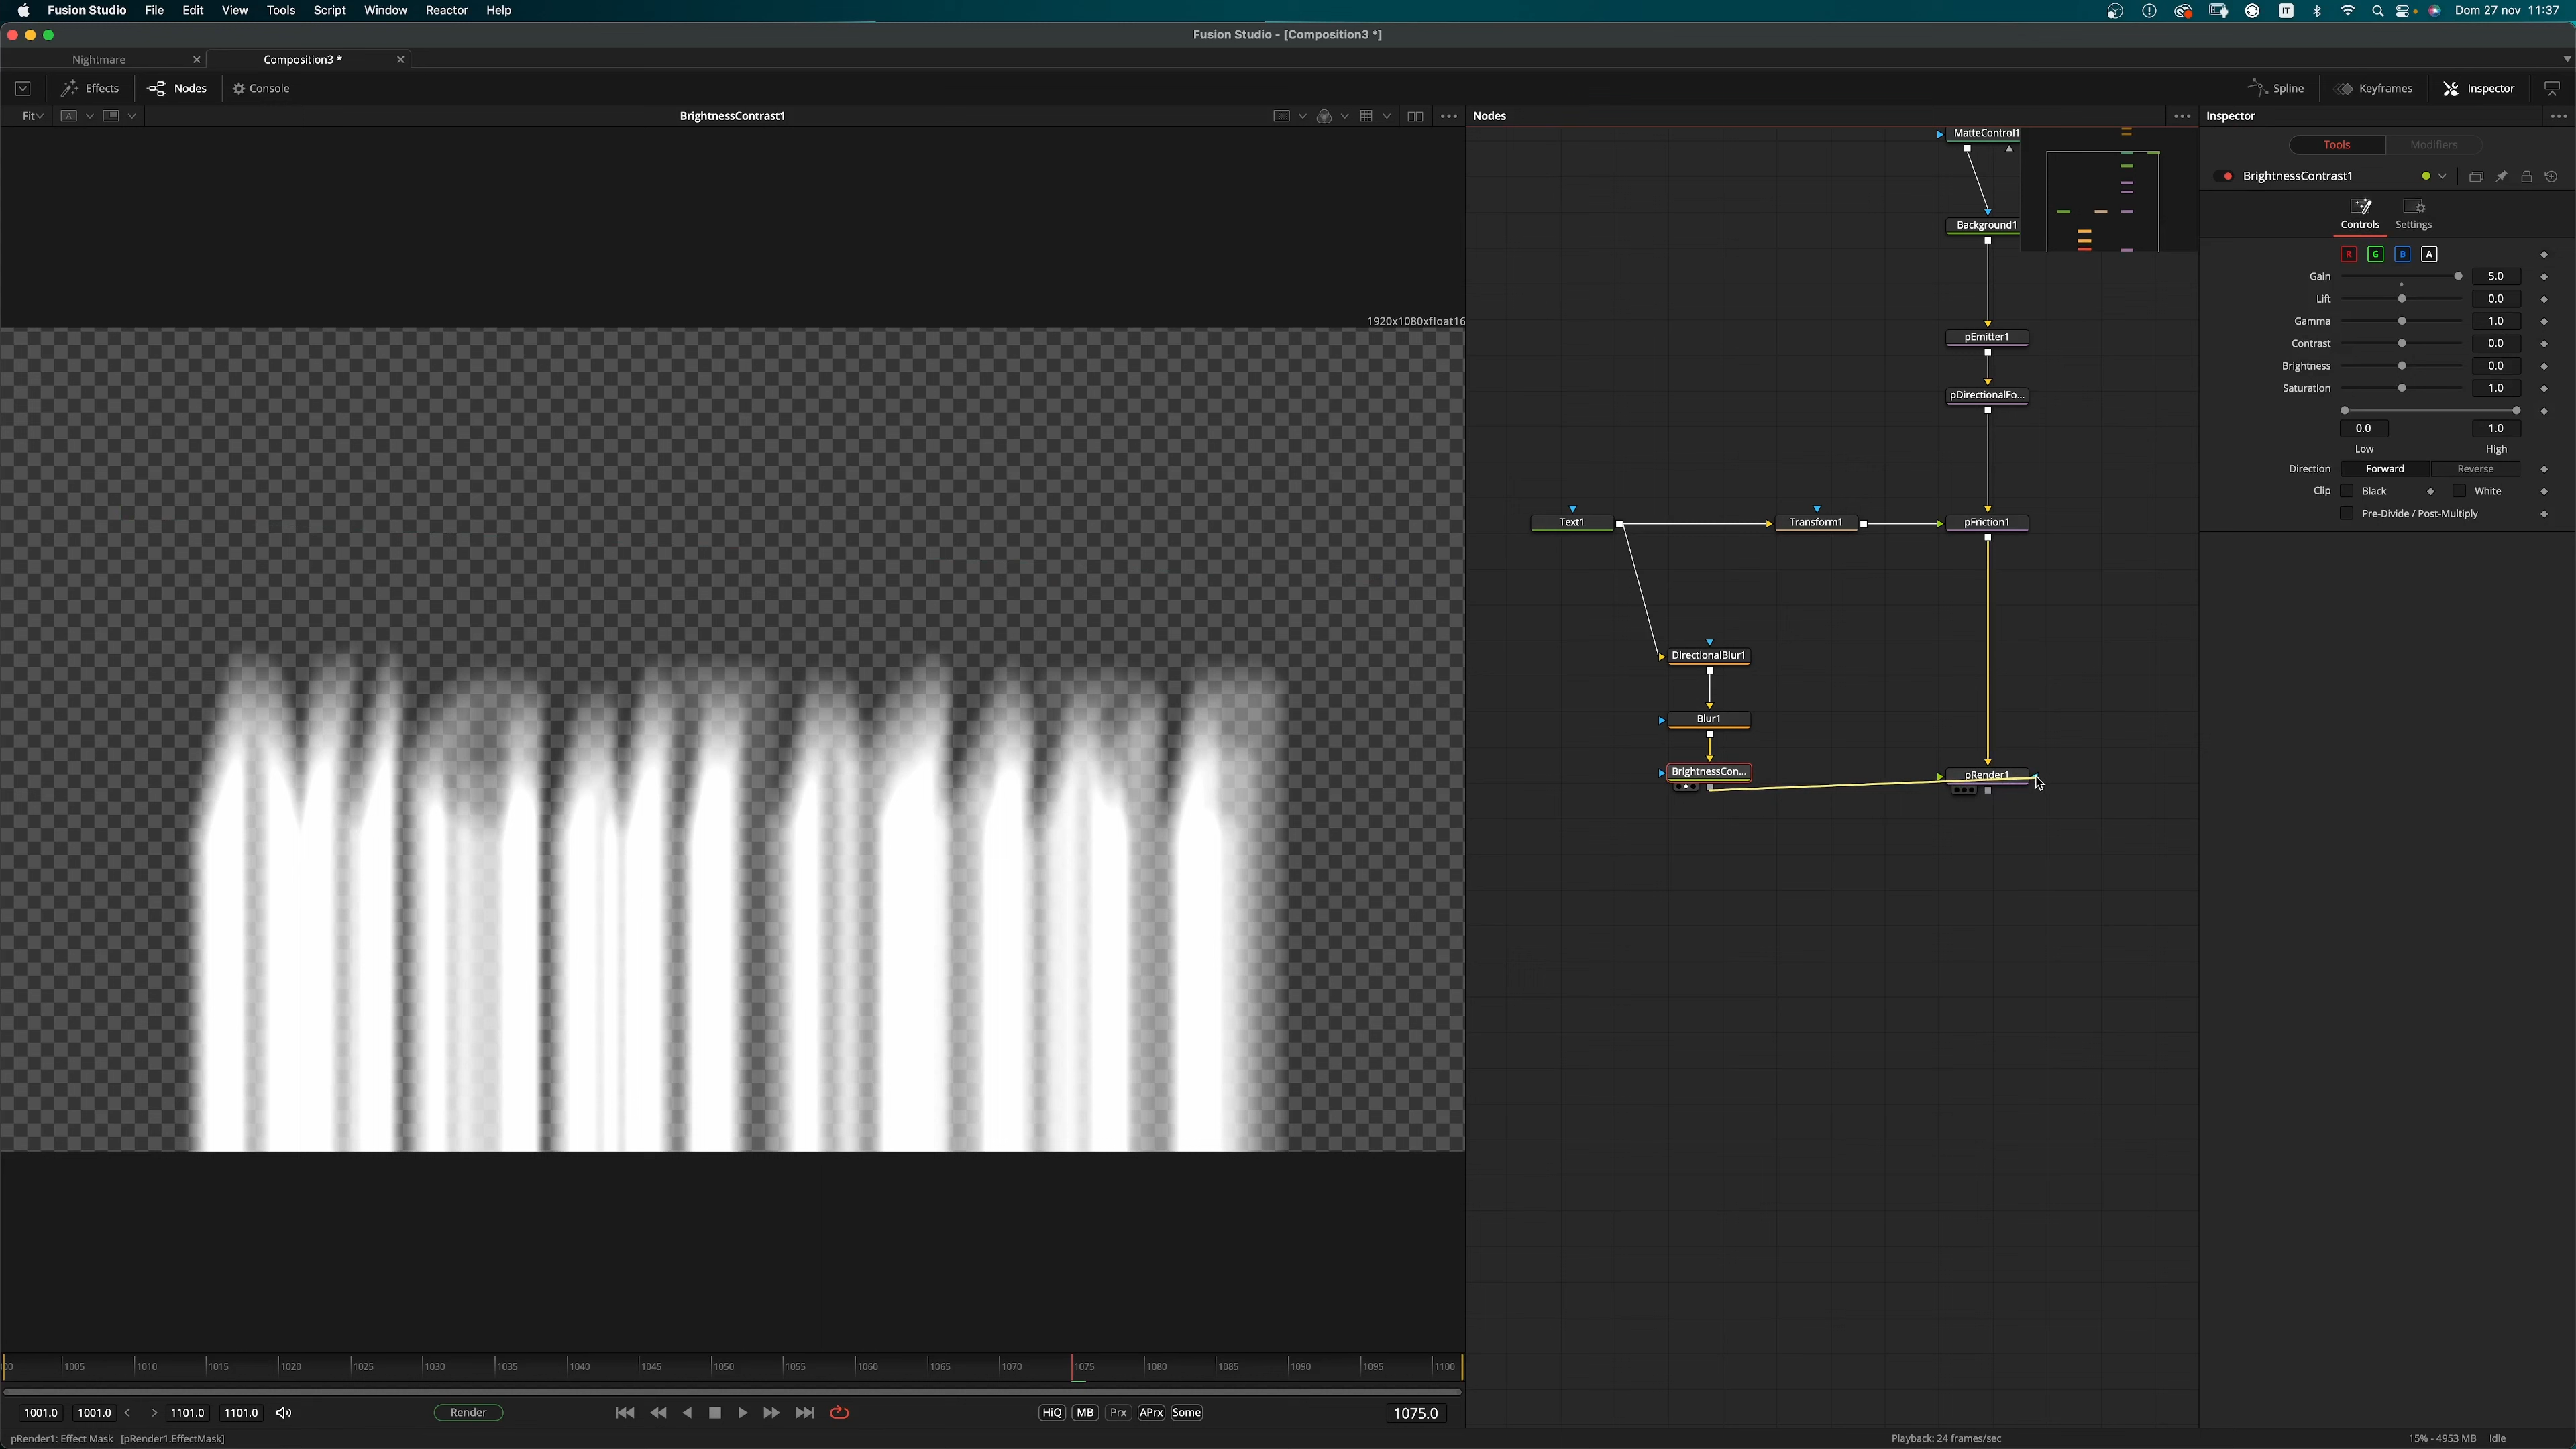 Fusion Studio File Edit View Tools Script Window Reactor Help IT Dom 27 nov 11:37
Fusion Studio - [Composition3 *]
Nightmare Composition3 *
Effects Nodes Console Spline Keyframes Inspector
Fit A BrightnessContrast1 Nodes Inspector
MatteControl1
Tools Modifiers
BrightnessContrast1
Background1
Controls Settings
R G B A
Gain 5.0
Lift 0.0
1920x1080xfloat16
Gamma 1.0
pEmitter1
Contrast 0.0
Brightness 0.0
Saturation 1.0
pDirectionalFo...
0.0 1.0
Low High
Direction Forward Reverse
Clip Black White
Pre-Divide / Post-Multiply
Text1 Transform1 pFriction1
DirectionalBlur1
Blur1
BrightnessCon... pRender1
00 1005 1010 1015 1020 1025 1030 1035 1040 1045 1050 1055 1060 1065 1070 1075 1080 1085 1090 1095 1100
1001.0 1001.0 < > 1101.0 1101.0 Render HiQ MB Prx APrx Some 1075.0
pRender1: Effect Mask [pRender1.EffectMask] Playback: 24 frames/sec 15% - 4953 MB Idle